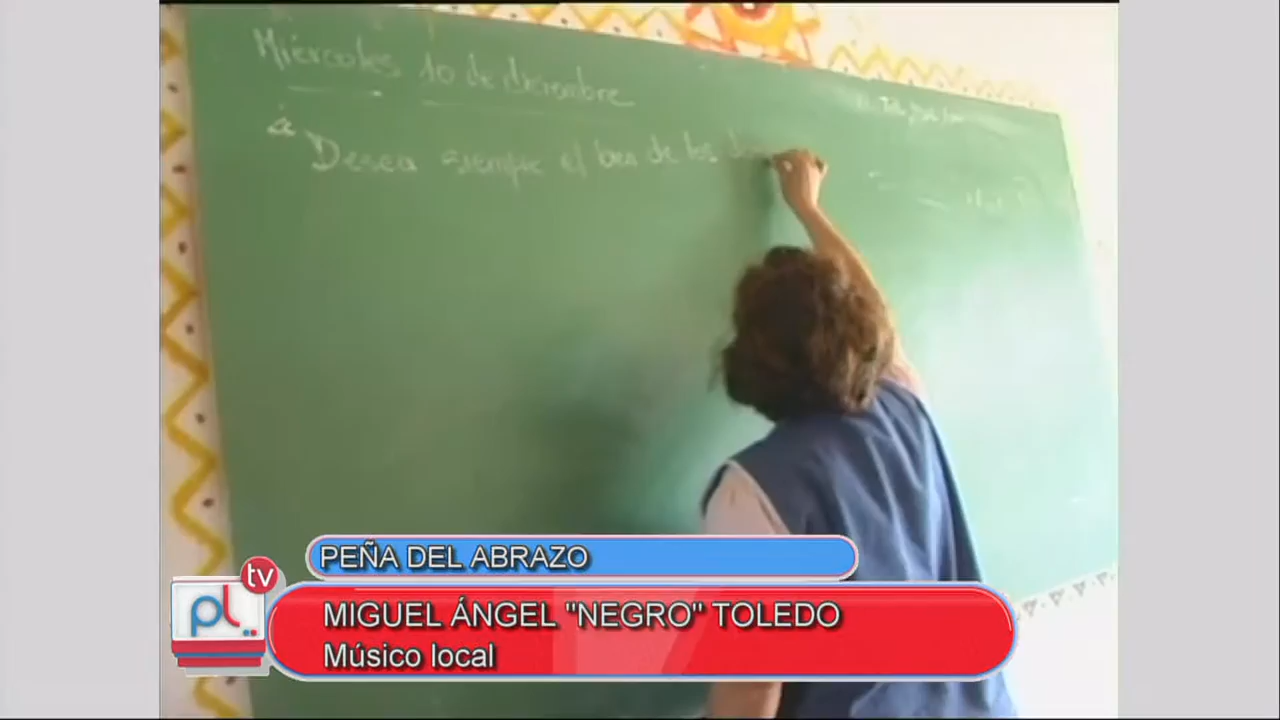 Miércoles 10 de diciembre
Desea siempre el bien de los
PEÑA DEL ABRAZO
tv
pL..
MIGUEL ÁNGEL "NEGRO" TOLEDO
Músico local